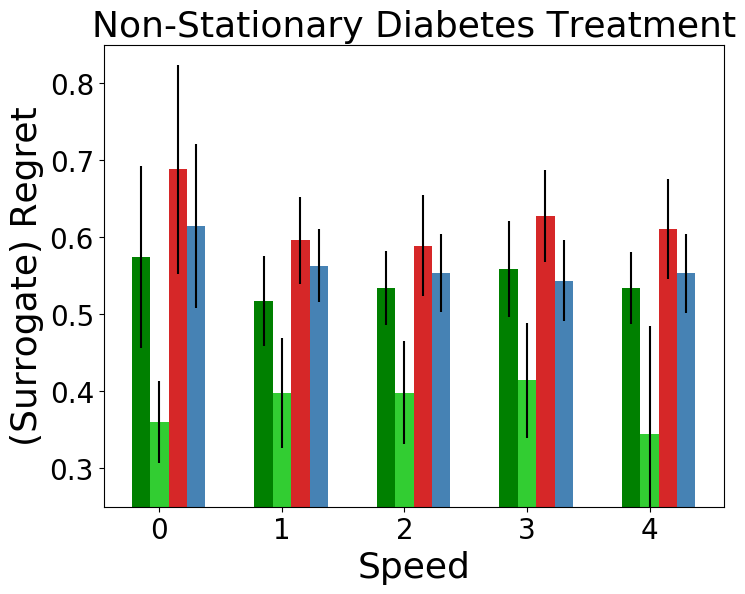 Non-Stationary Diabetes Treatment
(Surrogate) Regret
0.8
0.7
0.6
0.5
0.4
0.3
0 1 2 3 4
Speed